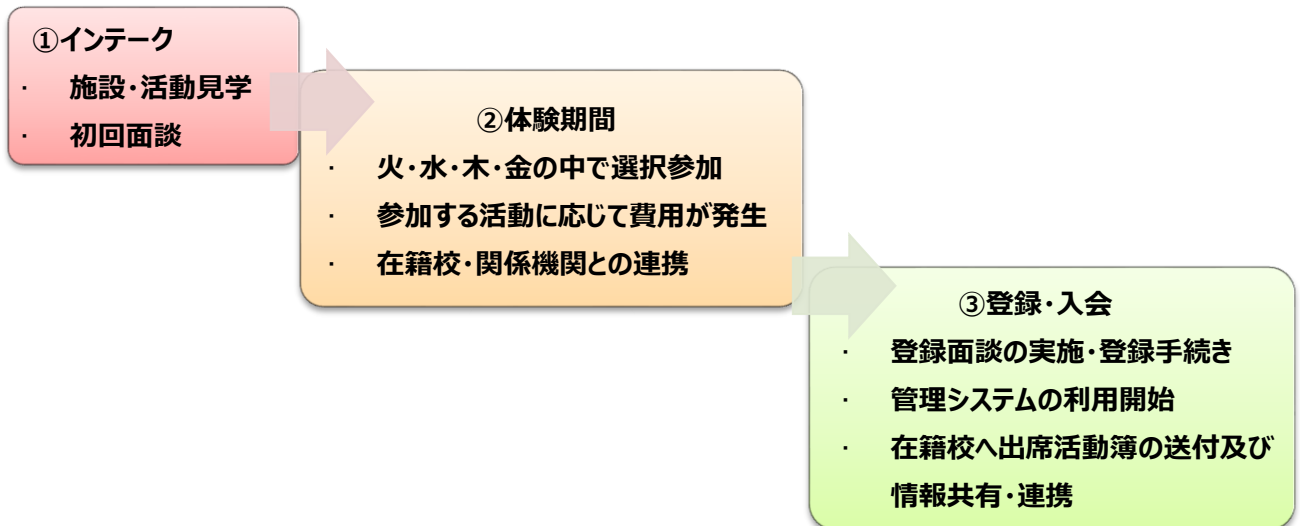 ①インテーク
・ 施設・活動見学
・ 初回面談
②体験期間
・ 火・水・木・金の中で選択参加
・ 参加する活動に応じて費用が発生
・ 在籍校・関係機関との連携
③登録・入会
・ 登録面談の実施・登録手続き
・ 管理システムの利用開始
・ 在籍校へ出席活動簿の送付及び
情報共有・連携